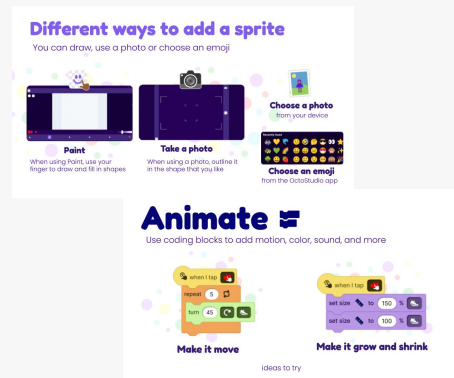 Different ways to add a sprite
You can draw, use a photo or choose an emoji
Paint
When using Paint, use your
finger to draw and fill in shapes
Take a photo
When using a photo, outline it
in the shape that you like
Choose a photo
from your device
Choose an emoji
from the OctoStudio app
Animate
Use coding blocks to add motion, color, sound, and more
when I tap
repeat 5
turn 45
Make it move
when I tap
set size to 150 %
set size to 100 %
Make it grow and shrink
ideas to try